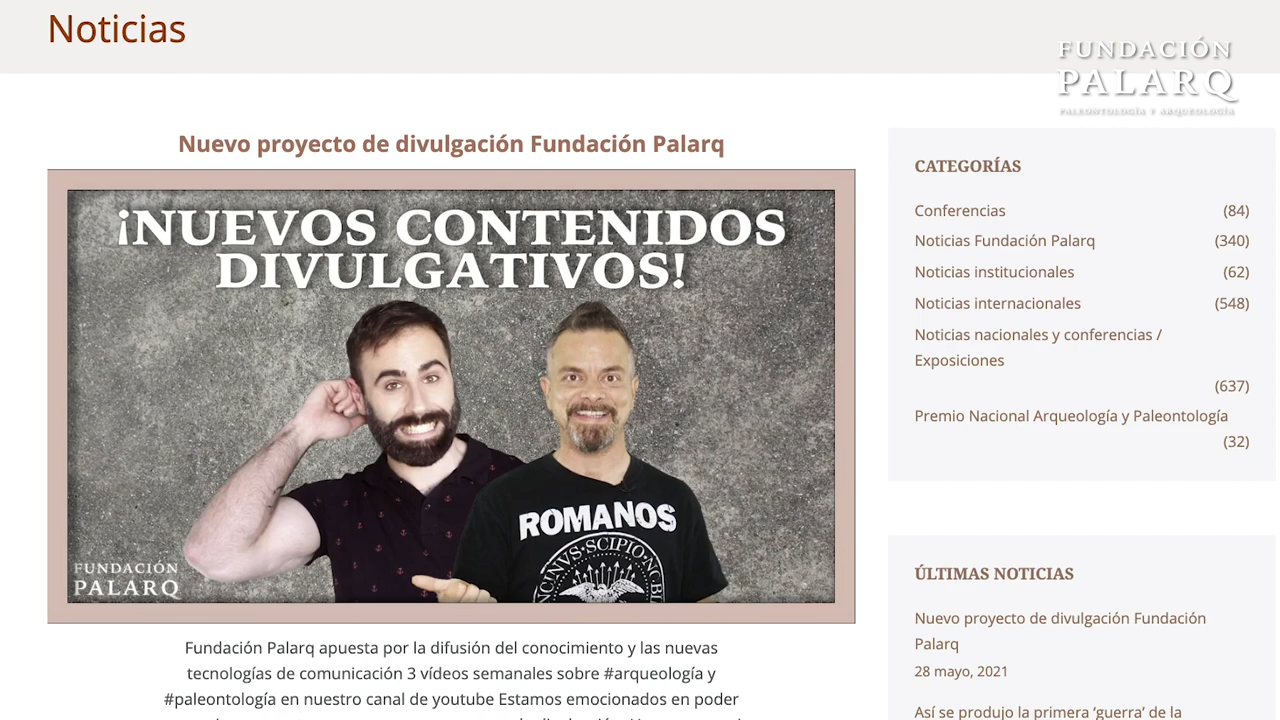 Noticias
FUNDACIÓN
PALARQ
PALEONTOLOGÍA Y ARQUEOLOGÍA
Nuevo proyecto de divulgación Fundación Palarq
¡NUEVOS CONTENIDOS
DIVULGATIVOS!
ROMANOS
FUNDACIÓN
PALARQ
Fundación Palarq apuesta por la difusión del conocimiento y las nuevas
tecnologías de comunicación 3 vídeos semanales sobre #arqueología y
#paleontología en nuestro canal de youtube Estamos emocionados en poder
CATEGORÍAS
Conferencias (84)
Noticias Fundación Palarq (340)
Noticias institucionales (62)
Noticias internacionales (548)
Noticias nacionales y conferencias /
Exposiciones
(637)
Premio Nacional Arqueología y Paleontología
(32)
ÚLTIMAS NOTICIAS
Nuevo proyecto de divulgación Fundación
Palarq
28 mayo, 2021
Así se produjo la primera ‘guerra’ de la